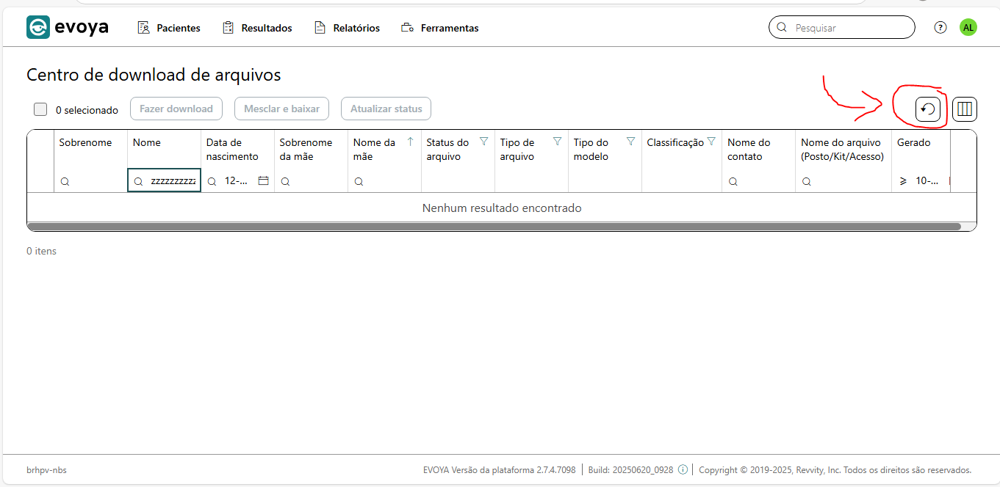 evoya Pacientes Resultados Relatórios Ferramentas Pesquisar ? AL
Centro de download de arquivos
0 selecionado Fazer download Mesclar e baixar Atualizar status
Sobrenome Nome Data de nascimento Sobrenome da mãe Nome da mãe Status do arquivo Tipo de arquivo Tipo do modelo Classificação Nome do contato Nome do arquivo (Posto/Kit/Acesso) Gerado
zzzzzzzzzz 12-... ≥ 10-...
Nenhum resultado encontrado
0 itens
brhpv-nbs EVOYA Versão da plataforma 2.7.4.7098 Build: 20250620_0928 Copyright © 2019-2025, Revvity, Inc. Todos os direitos são reservados.